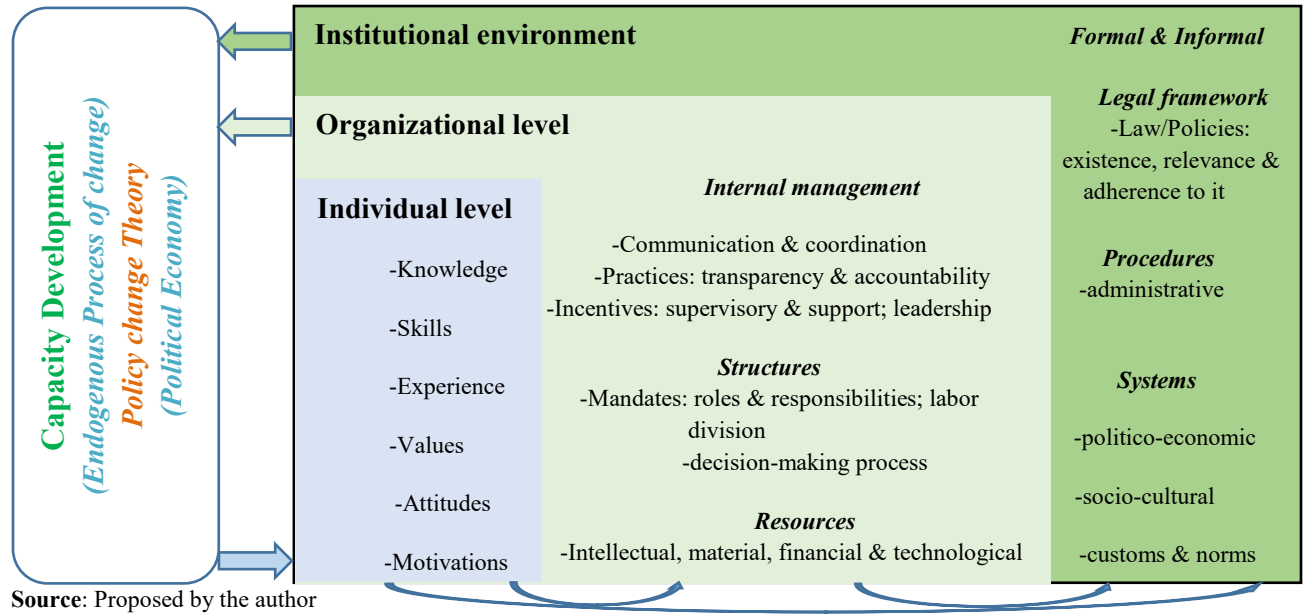 Capacity Development
(Endogenous Process of change)
Policy change Theory
(Political Economy)
Institutional environment
Organizational level
Individual level
-Knowledge
-Skills
-Experience
-Values
-Attitudes
-Motivations
Internal management
-Communication & coordination
-Practices: transparency & accountability
-Incentives: supervisory & support; leadership
Structures
-Mandates: roles & responsibilities; labor
division
-decision-making process
Resources
-Intellectual, material, financial & technological
Formal & Informal
Legal framework
-Law/Policies:
existence, relevance &
adherence to it
Procedures
-administrative
Systems
-politico-economic
-socio-cultural
-customs & norms
Source: Proposed by the author